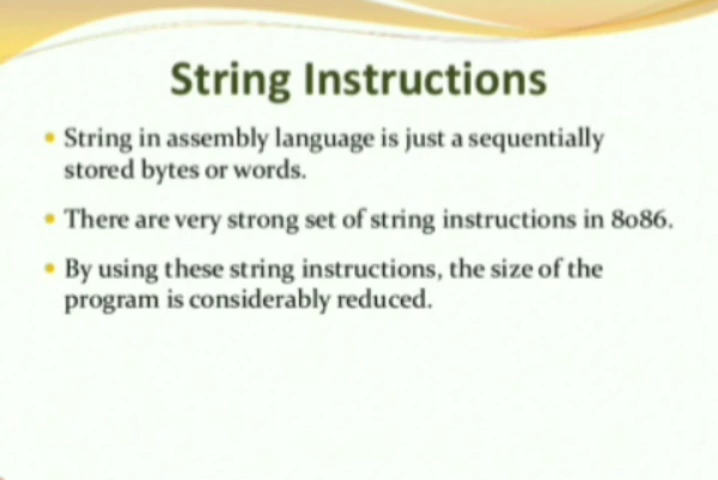 String Instructions
• String in assembly language is just a sequentially
stored bytes or words.
• There are very strong set of string instructions in 8086.
• By using these string instructions, the size of the
program is considerably reduced.